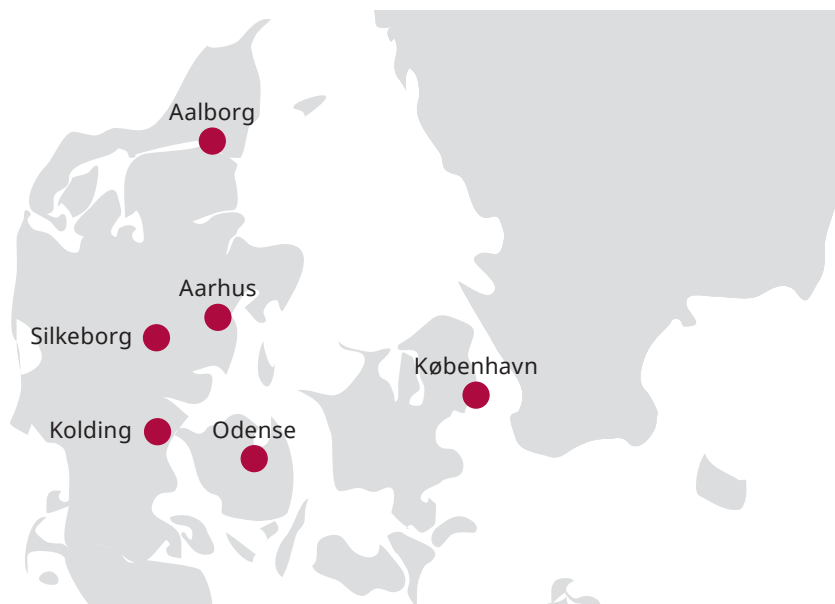 Aalborg
Aarhus
Silkeborg
København
Kolding
Odense